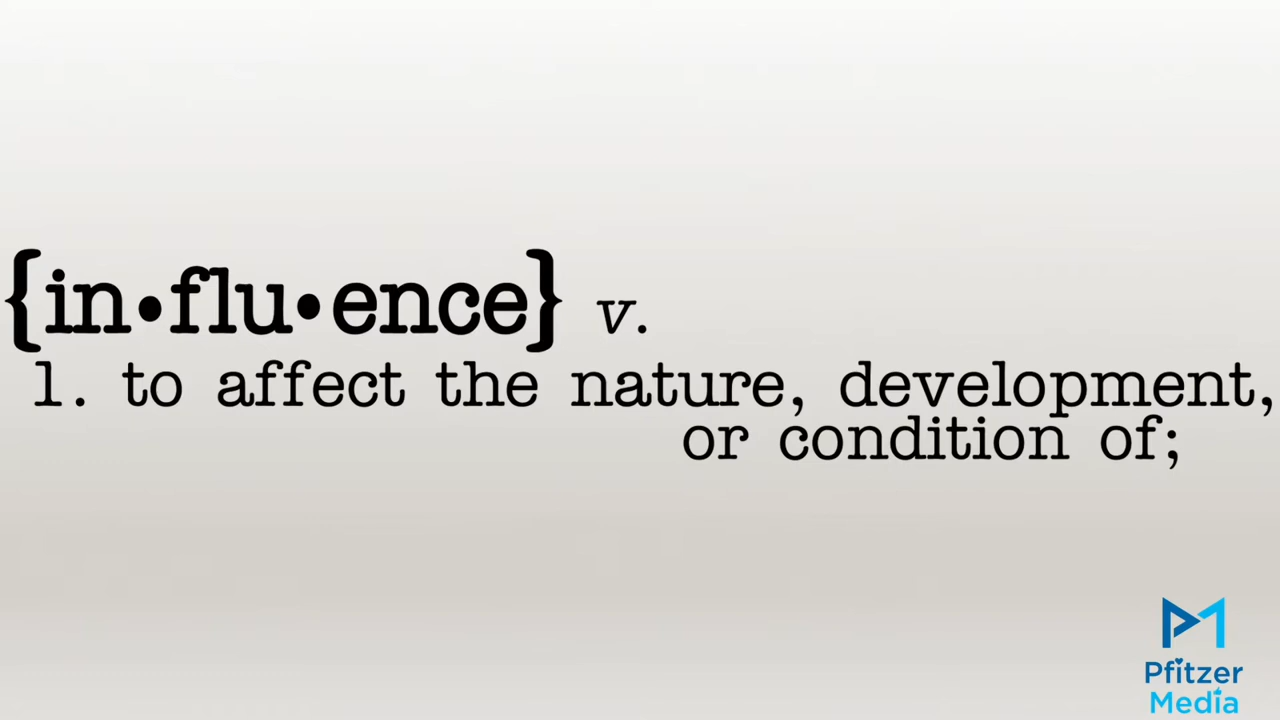 {in•flu•ence} v.
1. to affect the nature, development,
or condition of;
Pfitzer
Media